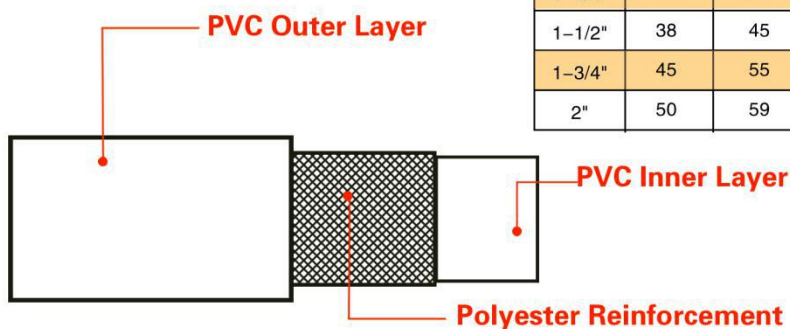 PVC Outer Layer
1–1/2" 38 45
1–3/4" 45 55
2" 50 59
PVC Inner Layer
Polyester Reinforcement